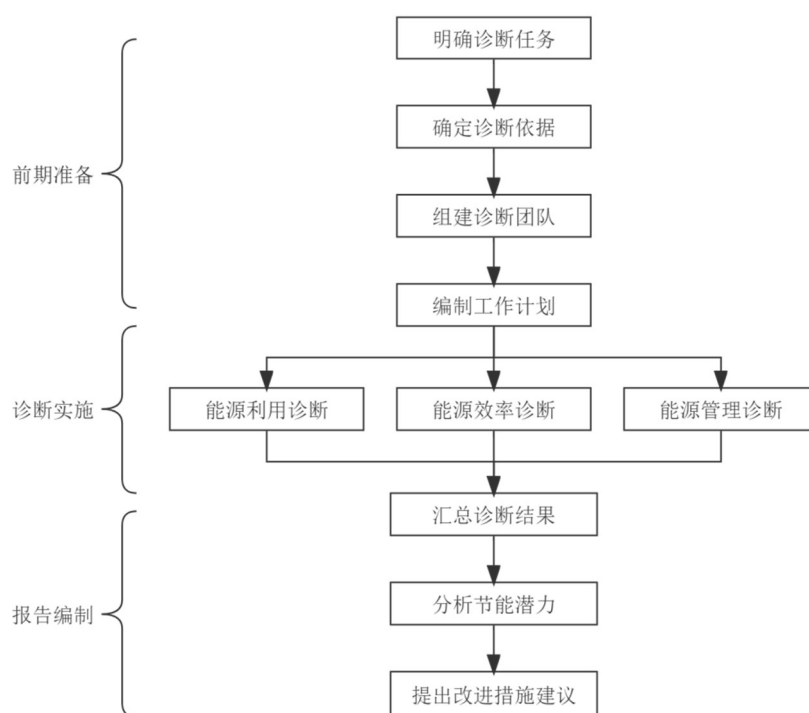 明确诊断任务
确定诊断依据
前期准备
组建诊断团队
编制工作计划
诊断实施
能源利用诊断
能源效率诊断
能源管理诊断
汇总诊断结果
分析节能潜力
报告编制
提出改进措施建议